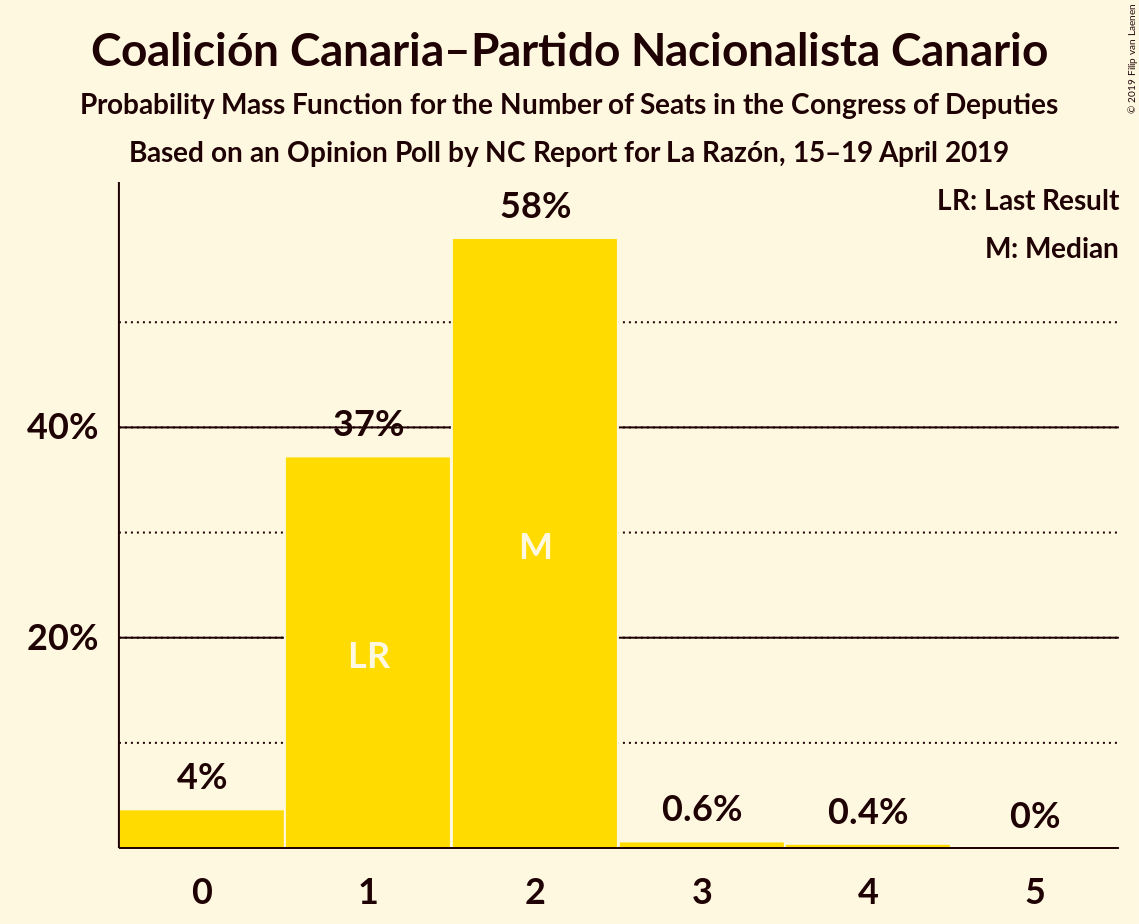 Coalición Canaria–Partido Nacionalista Canario
Probability Mass Function for the Number of Seats in the Congress of Deputies
Based on an Opinion Poll by NC Report for La Razón, 15–19 April 2019
© 2019 Filip van Laenen
LR: Last Result
M: Median
58%
40%
37%
M
20%
LR
4%
0.6%
0.4%
0%
0 1 2 3 4 5